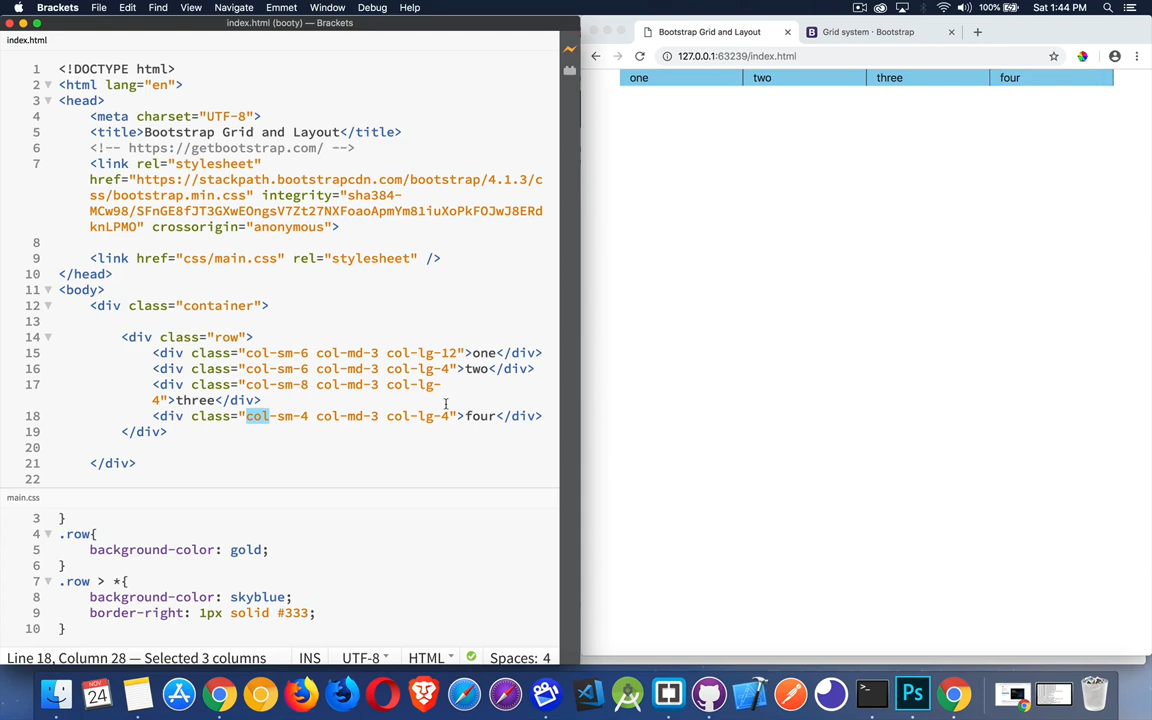 Brackets File Edit Find View Navigate Emmet Window Debug Help 100% Sat 1:44 PM
index.html (booty) — Brackets
index.html
1 <!DOCTYPE html>
2 <html lang="en">
3 <head>
4 <meta charset="UTF-8">
5 <title>Bootstrap Grid and Layout</title>
6 <!-- https://getbootstrap.com/ -->
7 <link rel="stylesheet"
href="https://stackpath.bootstrapcdn.com/bootstrap/4.1.3/c
ss/bootstrap.min.css" integrity="sha384-
MCw98/SFnGE8fJT3GXwEOngsV7Zt27NXFoaoApmYm81iuXoPkFOJwJ8ERd
knLPMO" crossorigin="anonymous">
8
9 <link href="css/main.css" rel="stylesheet" />
10 </head>
11 <body>
12 <div class="container">
13
14 <div class="row">
15 <div class="col-sm-6 col-md-3 col-lg-12">one</div>
16 <div class="col-sm-6 col-md-3 col-lg-4">two</div>
17 <div class="col-sm-8 col-md-3 col-lg-
4">three</div>
18 <div class="col-sm-4 col-md-3 col-lg-4">four</div>
19 </div>
20
21 </div>
22
main.css
3 }
4 .row{
5 background-color: gold;
6 }
7 .row > *{
8 background-color: skyblue;
9 border-right: 1px solid #333;
10 }
Line 18, Column 28 — Selected 3 columns INS UTF-8 HTML Spaces: 4
Bootstrap Grid and Layout
Grid system · Bootstrap
127.0.0.1:63239/index.html
one two three four
NOV
24
Ps